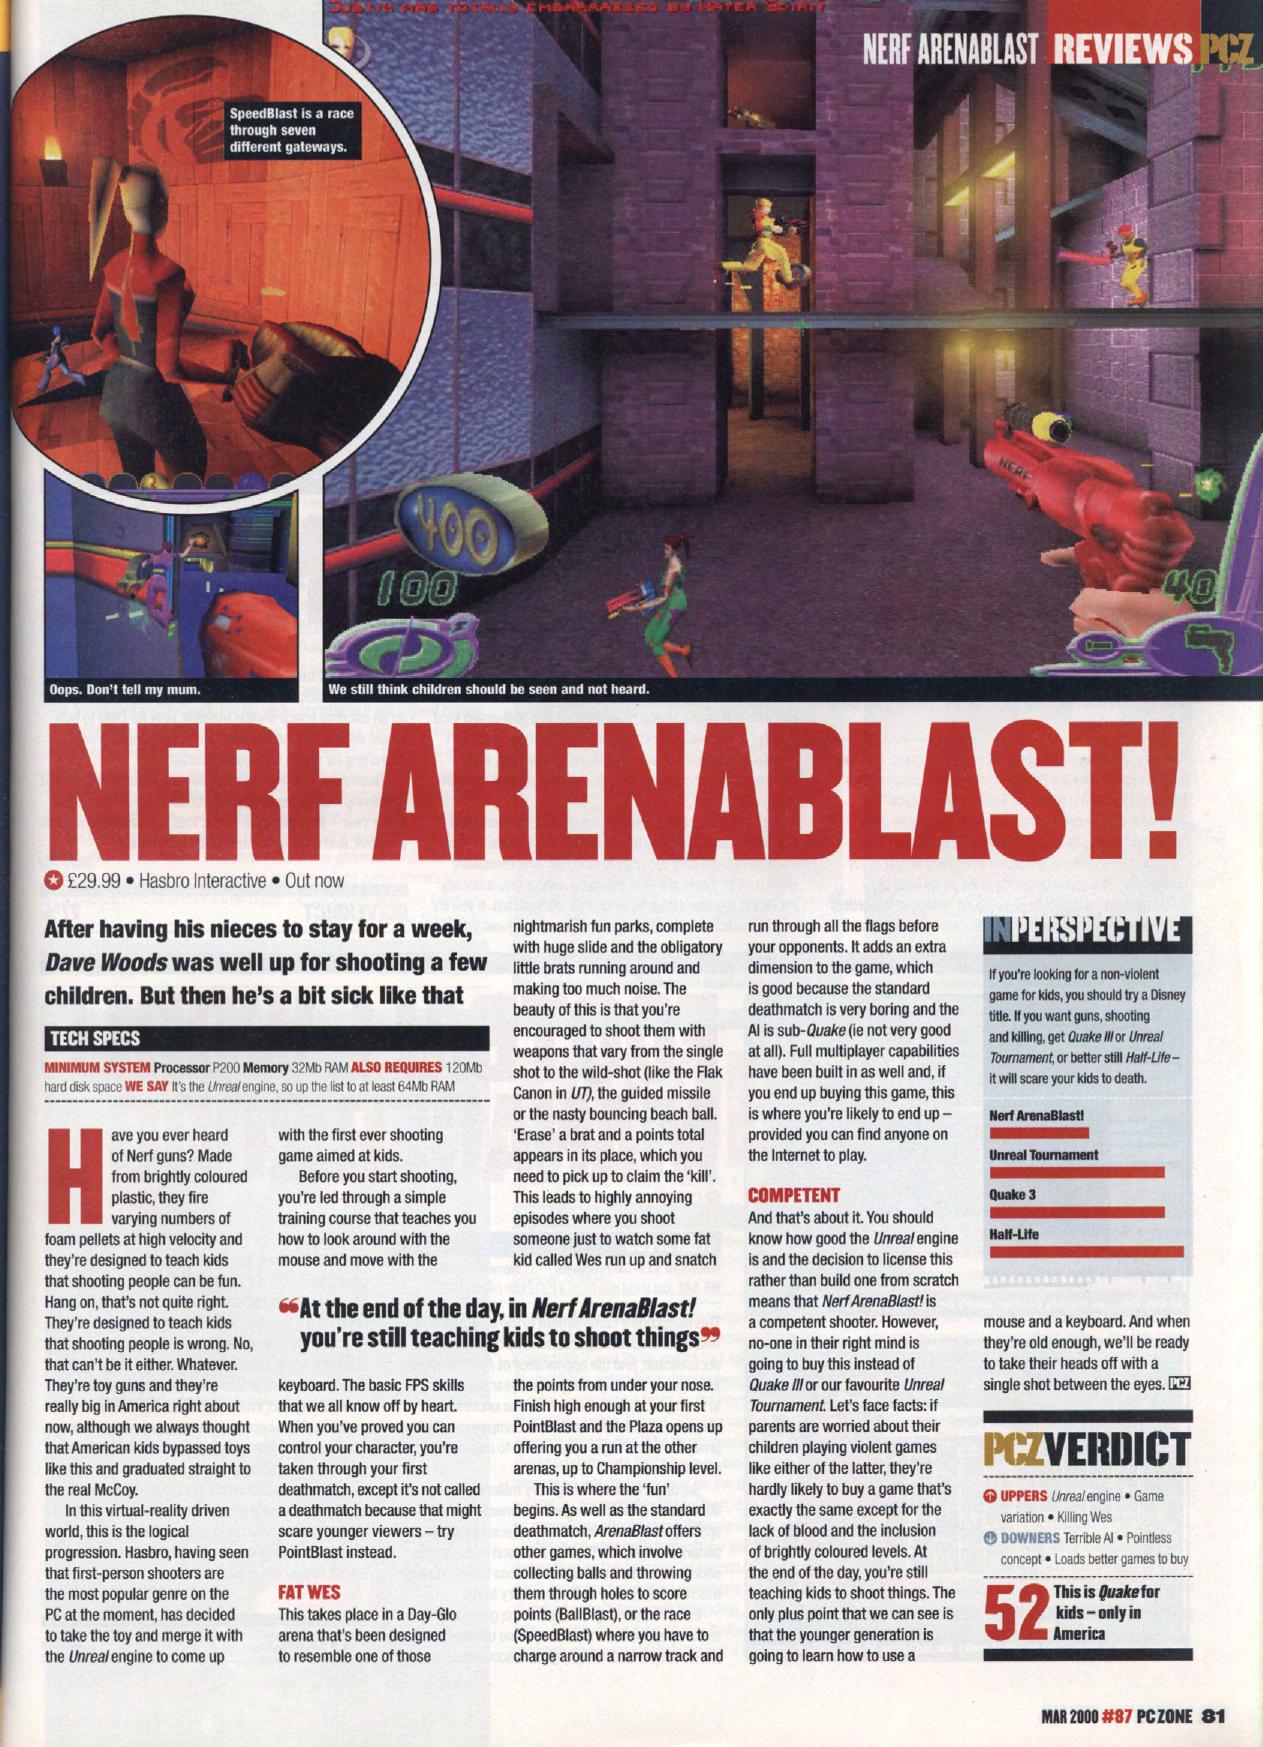 JUSTIN WAS TOTALLY EMBARRASSED BY WATER SPIRIT
NERF ARENABLAST REVIEWS PCZ
SpeedBlast is a race
through seven
different gateways.
400
100
NERF
40
Oops. Don't tell my mum.
We still think children should be seen and not heard.
NERF ARENABLAST!
£29.99 • Hasbro Interactive • Out now
After having his nieces to stay for a week,
Dave Woods was well up for shooting a few
children. But then he's a bit sick like that
TECH SPECS
MINIMUM SYSTEM Processor P200 Memory 32Mb RAM ALSO REQUIRES 120Mb
hard disk space WE SAY It's the Unreal engine, so up the list to at least 64Mb RAM
Have you ever heard
of Nerf guns? Made
from brightly coloured
plastic, they fire
varying numbers of
foam pellets at high velocity and
they're designed to teach kids
that shooting people can be fun.
Hang on, that's not quite right.
They're designed to teach kids
that shooting people is wrong. No,
that can't be it either. Whatever.
They're toy guns and they're
really big in America right about
now, although we always thought
that American kids bypassed toys
like this and graduated straight to
the real McCoy.
In this virtual-reality driven
world, this is the logical
progression. Hasbro, having seen
that first-person shooters are
the most popular genre on the
PC at the moment, has decided
to take the toy and merge it with
the Unreal engine to come up
with the first ever shooting
game aimed at kids.
Before you start shooting,
you're led through a simple
training course that teaches you
how to look around with the
mouse and move with the
“At the end of the day, in Nerf ArenaBlast!
you're still teaching kids to shoot things”
keyboard. The basic FPS skills
that we all know off by heart.
When you've proved you can
control your character, you're
taken through your first
deathmatch, except it's not called
a deathmatch because that might
scare younger viewers – try
PointBlast instead.
FAT WES
This takes place in a Day-Glo
arena that's been designed
to resemble one of those
nightmarish fun parks, complete
with huge slide and the obligatory
little brats running around and
making too much noise. The
beauty of this is that you're
encouraged to shoot them with
weapons that vary from the single
shot to the wild-shot (like the Flak
Canon in UT), the guided missile
or the nasty bouncing beach ball.
'Erase' a brat and a points total
appears in its place, which you
need to pick up to claim the 'kill'.
This leads to highly annoying
episodes where you shoot
someone just to watch some fat
kid called Wes run up and snatch
the points from under your nose.
Finish high enough at your first
PointBlast and the Plaza opens up
offering you a run at the other
arenas, up to Championship level.
This is where the 'fun'
begins. As well as the standard
deathmatch, ArenaBlast offers
other games, which involve
collecting balls and throwing
them through holes to score
points (BallBlast), or the race
(SpeedBlast) where you have to
charge around a narrow track and
run through all the flags before
your opponents. It adds an extra
dimension to the game, which
is good because the standard
deathmatch is very boring and the
AI is sub-Quake (ie not very good
at all). Full multiplayer capabilities
have been built in as well and, if
you end up buying this game, this
is where you're likely to end up –
provided you can find anyone on
the Internet to play.
COMPETENT
And that's about it. You should
know how good the Unreal engine
is and the decision to license this
rather than build one from scratch
means that Nerf ArenaBlast! is
a competent shooter. However,
no-one in their right mind is
going to buy this instead of
Quake III or our favourite Unreal
Tournament. Let's face facts: if
parents are worried about their
children playing violent games
like either of the latter, they're
hardly likely to buy a game that's
exactly the same except for the
lack of blood and the inclusion
of brightly coloured levels. At
the end of the day, you're still
teaching kids to shoot things. The
only plus point that we can see is
that the younger generation is
going to learn how to use a
mouse and a keyboard. And when
they're old enough, we'll be ready
to take their heads off with a
single shot between the eyes. PCZ
INPERSPECTIVE
If you're looking for a non-violent
game for kids, you should try a Disney
title. If you want guns, shooting
and killing, get Quake III or Unreal
Tournament, or better still Half-Life –
it will scare your kids to death.
Nerf ArenaBlast!
Unreal Tournament
Quake 3
Half-Life
PCZVERDICT
UPPERS Unreal engine • Game
variation • Killing Wes
DOWNERS Terrible AI • Pointless
concept • Loads better games to buy
52 This is Quake for
kids – only in
America
MAR 2000 #87 PC ZONE 81